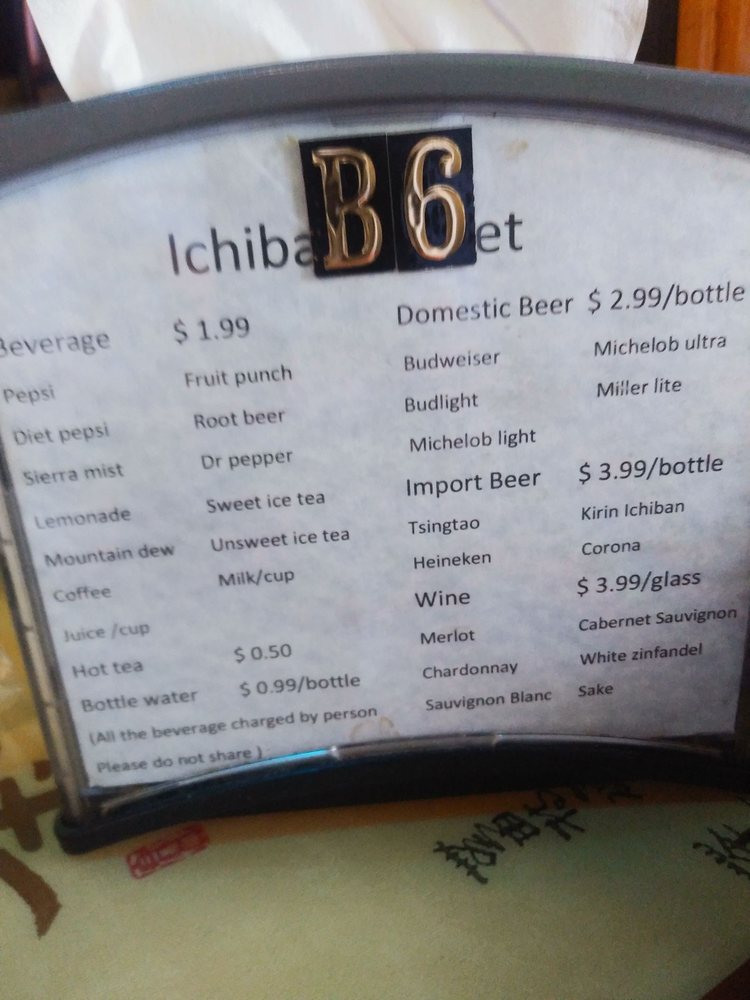 B6
Ichiba et
Beverage $ 1.99
Pepsi Fruit punch
Diet pepsi Root beer
Sierra mist Dr pepper
Lemonade Sweet ice tea
Mountain dew Unsweet ice tea
Coffee Milk/cup
Juice /cup
Hot tea $ 0.50
Bottle water $ 0.99/bottle
(All the beverage charged by person
Please do not share )
Domestic Beer $ 2.99/bottle
Budweiser Michelob ultra
Budlight Miller lite
Michelob light
Import Beer $ 3.99/bottle
Tsingtao Kirin Ichiban
Heineken Corona
Wine $ 3.99/glass
Merlot Cabernet Sauvignon
Chardonnay White zinfandel
Sauvignon Blanc Sake